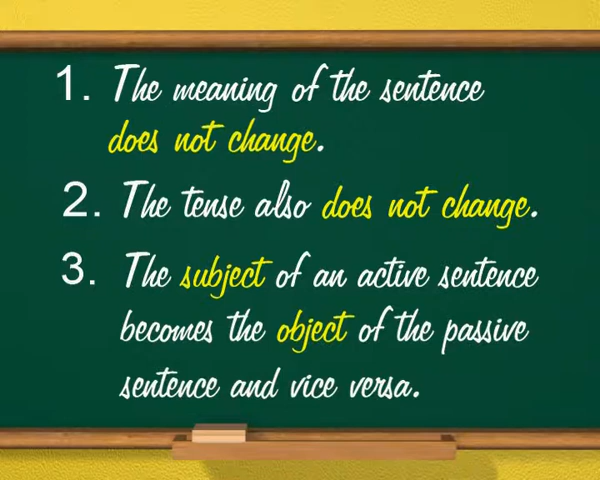 1. The meaning of the sentence
does not change.
2. The tense also does not change.
3. The subject of an active sentence
becomes the object of the passive
sentence and vice versa.